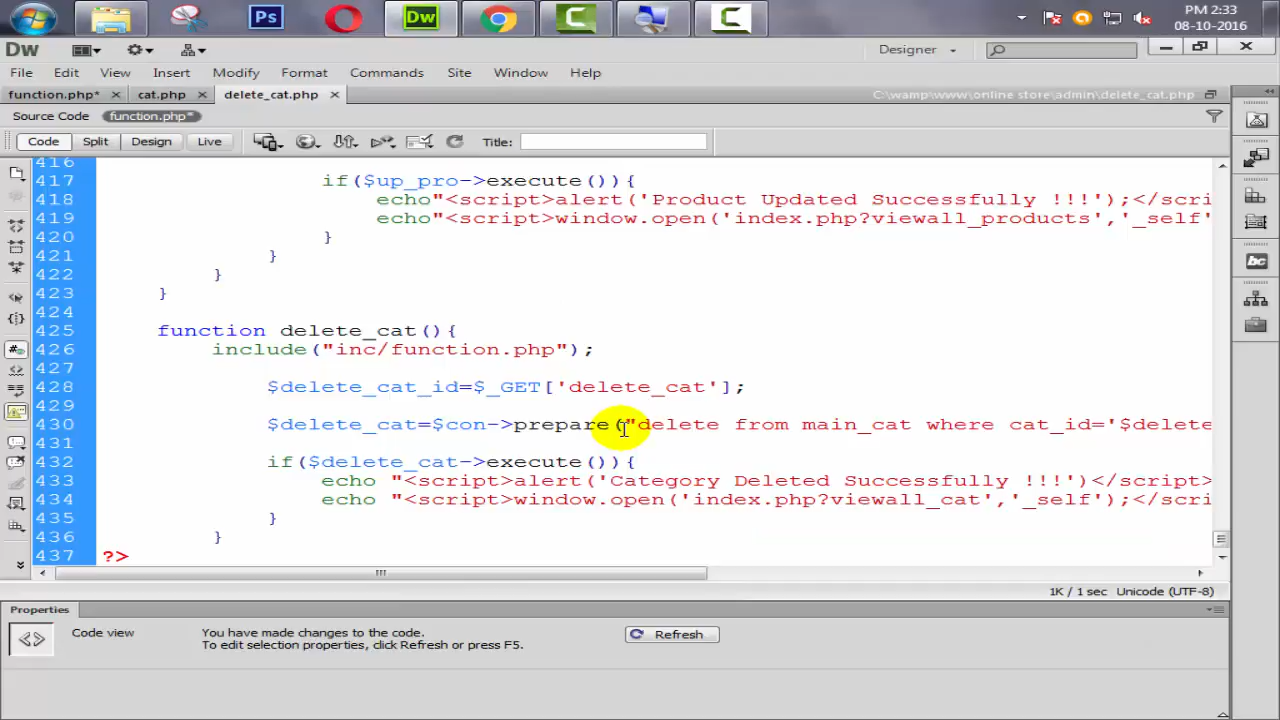 PM 2:33
08-10-2016
Ps
Dw
Dw
Designer
File Edit View Insert Modify Format Commands Site Window Help
function.php* cat.php delete_cat.php C:\wamp\www\online store\admin\delete_cat.php
Source Code function.php*
Code Split Design Live Title:
416
417 if($up_pro->execute()){
418 echo"<script>alert('Product Updated Successfully !!!');</scri
419 echo"<script>window.open('index.php?viewall_products','_self'
420 }
421 }
422 }
423 }
424
425 function delete_cat(){
426 include("inc/function.php");
427
428 $delete_cat_id=$_GET['delete_cat'];
429
430 $delete_cat=$con->prepare("delete from main_cat where cat_id='$delete
431
432 if($delete_cat->execute()){
433 echo "<script>alert('Category Deleted Successfully !!!')</script>
434 echo "<script>window.open('index.php?viewall_cat','_self');</scri
435 }
436 }
437 ?>
1K / 1 sec Unicode (UTF-8)
Properties
Code view You have made changes to the code.
To edit selection properties, click Refresh or press F5.
Refresh
bc